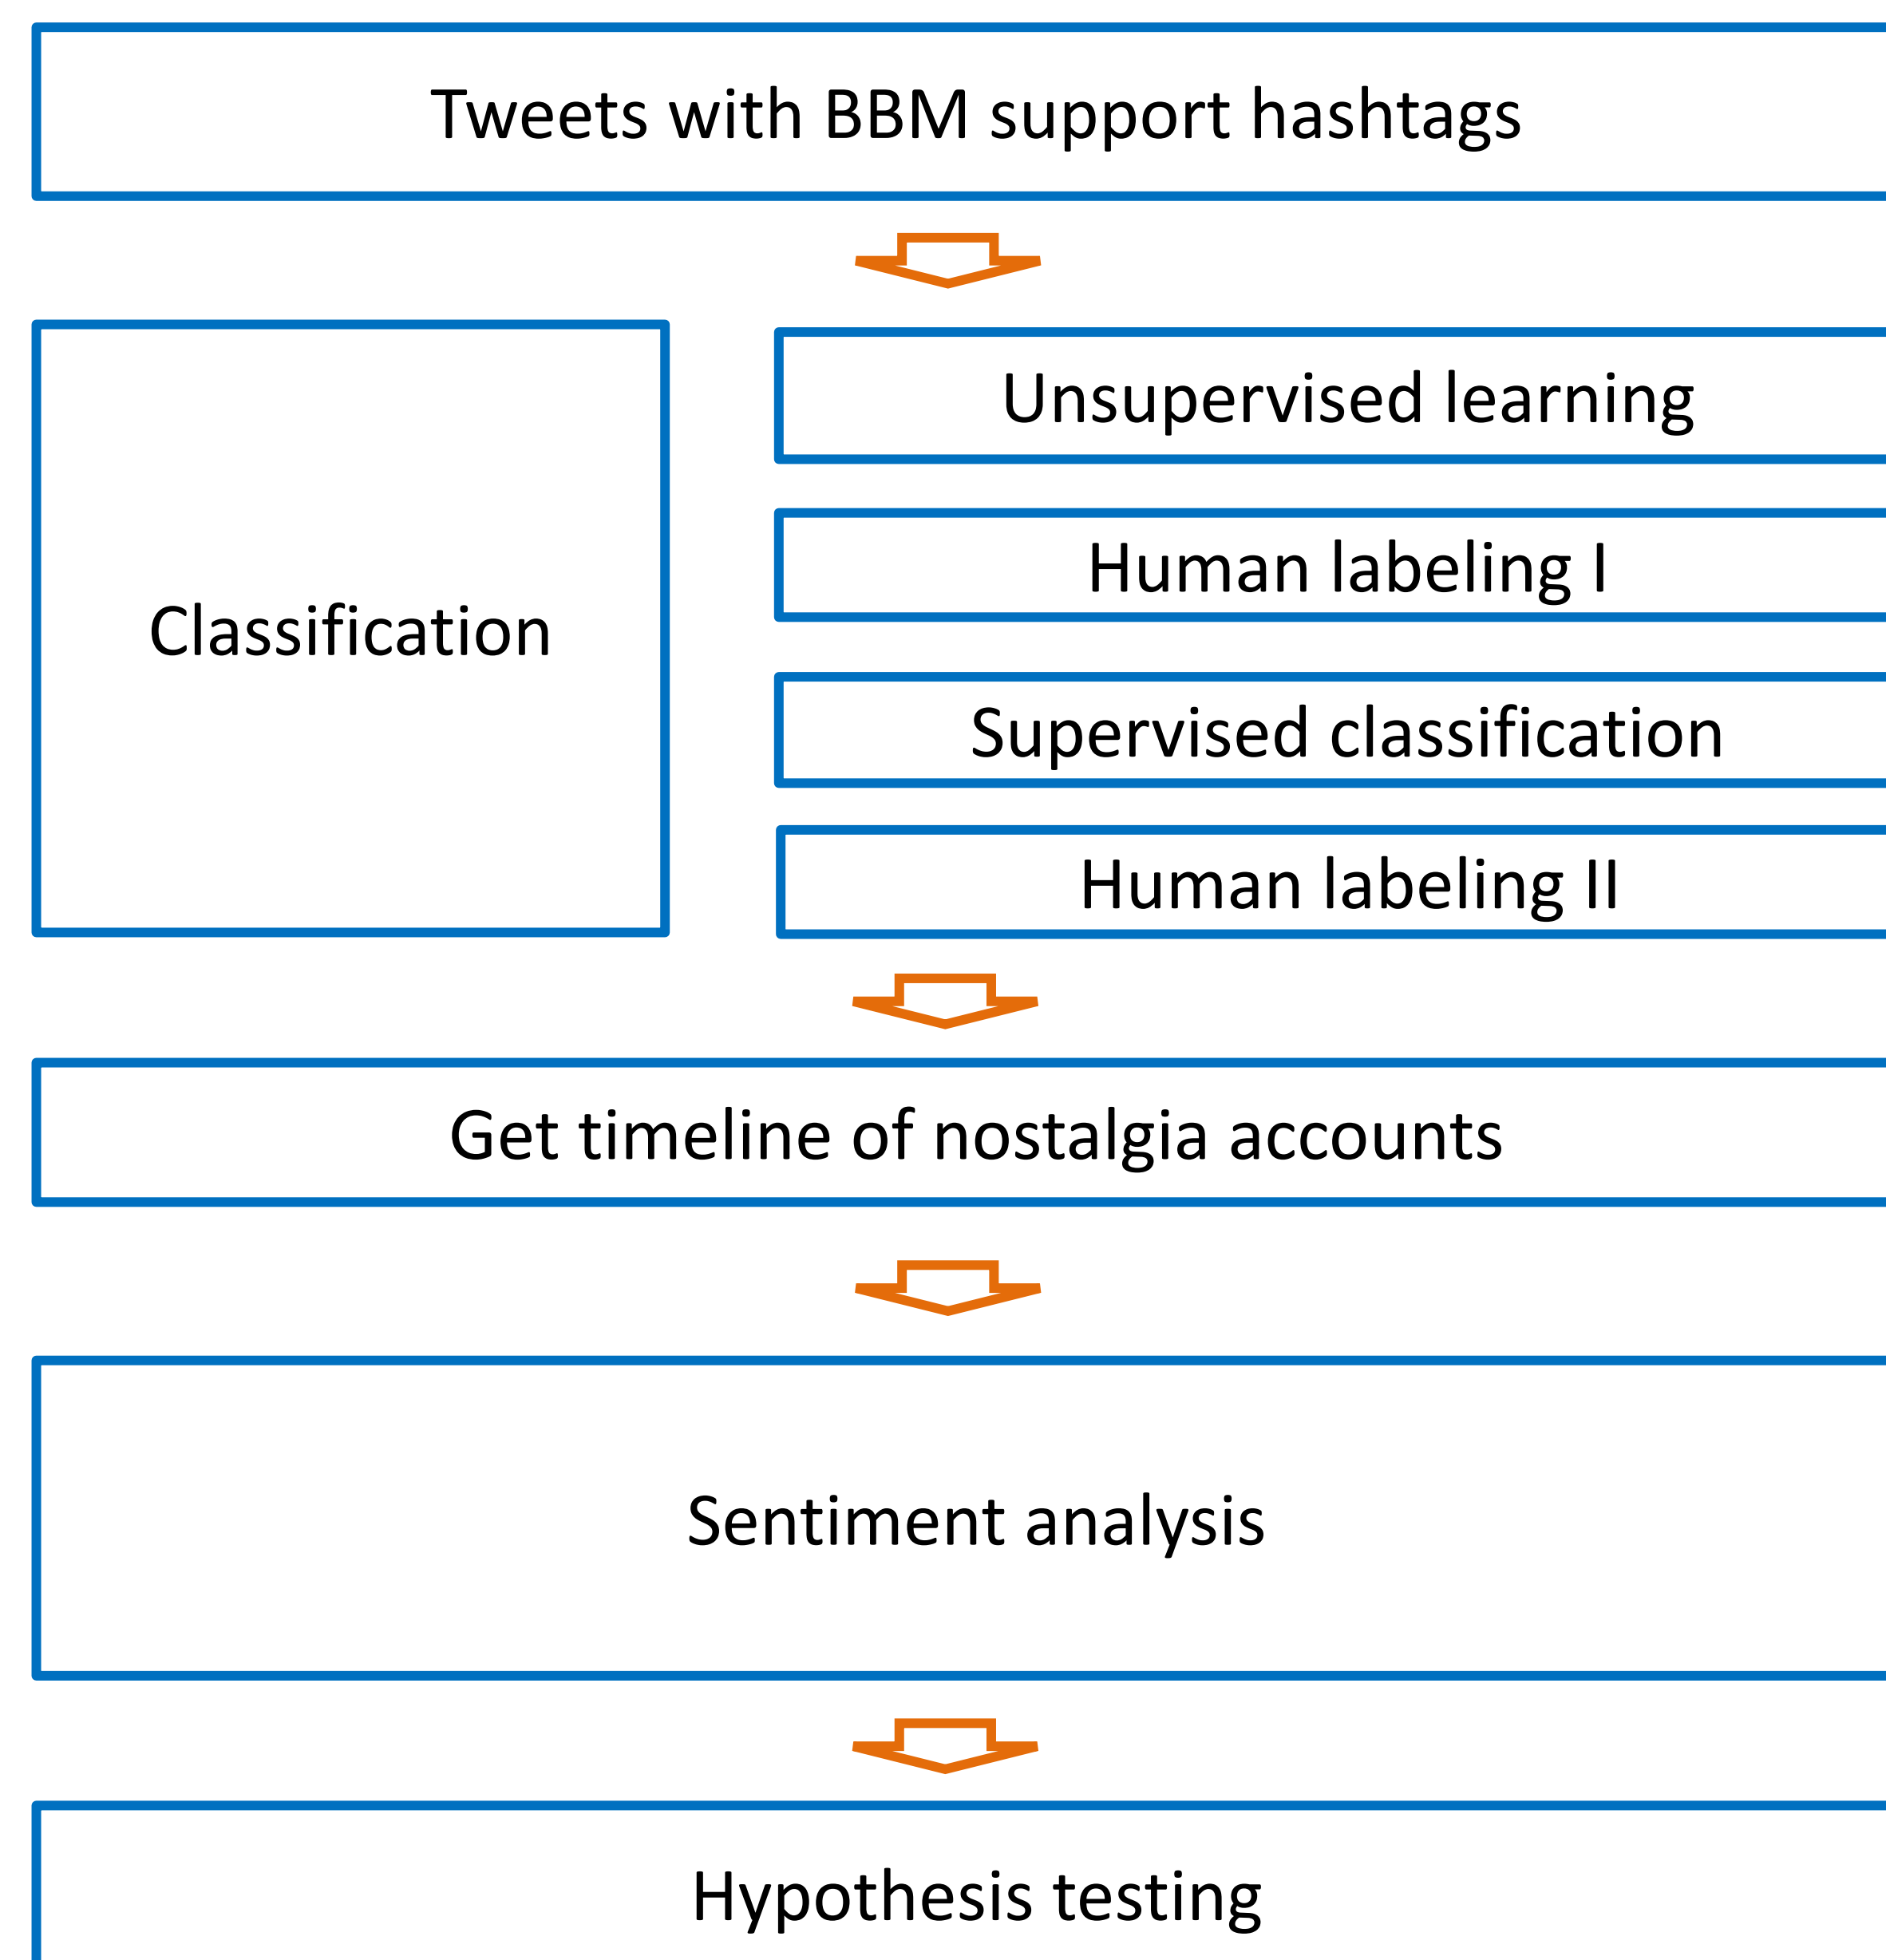 Tweets with BBM support hashtags
Classification
Unsupervised learning
Human labeling I
Supervised classification
Human labeling II
Get timeline of nostalgia accounts
Sentiment analysis
Hypothesis testing